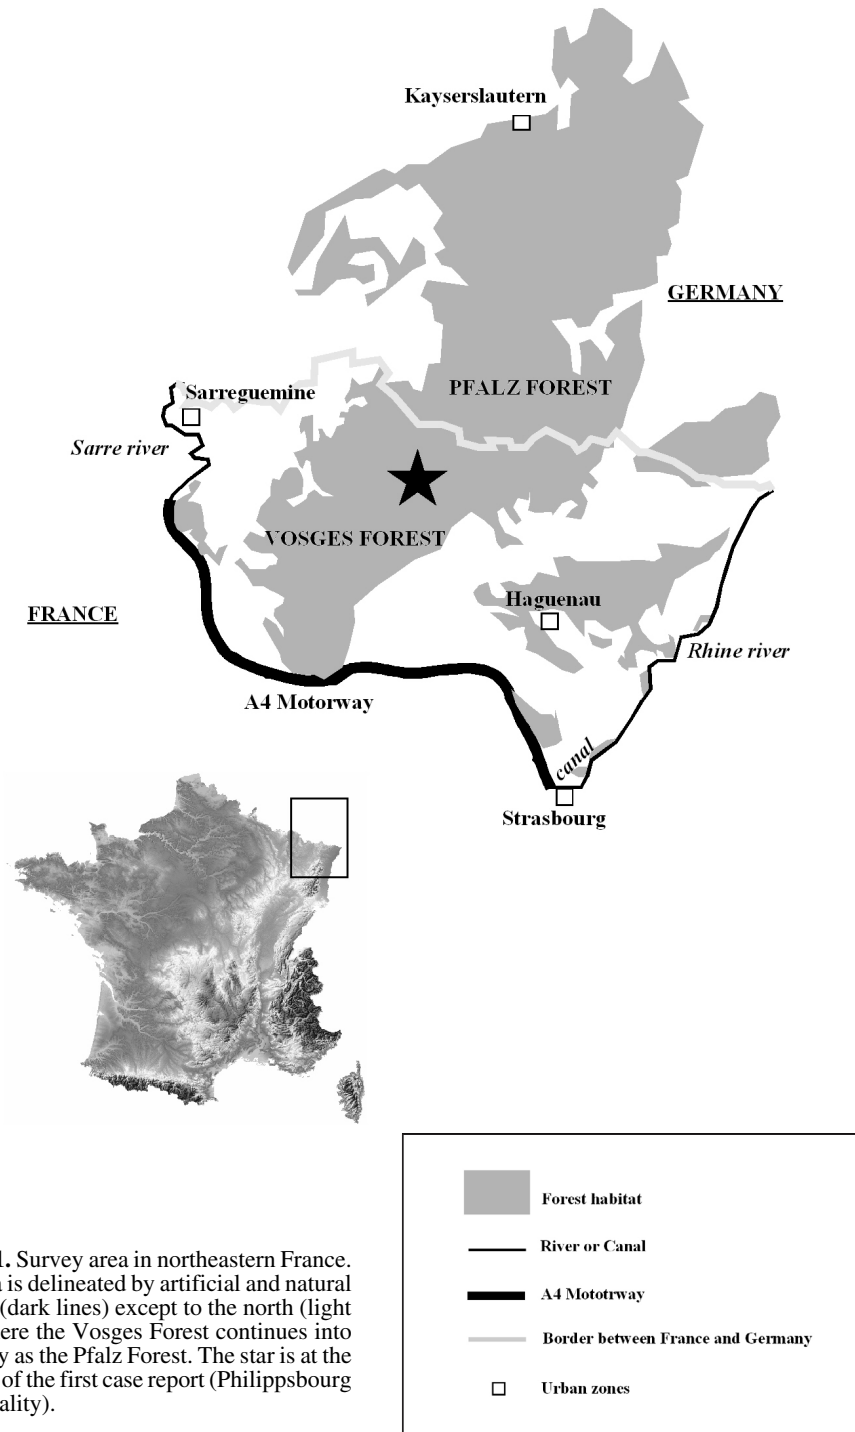 Kayserslautern
GERMANY
PFALZ FOREST
Sarreguemine
Sarre river
VOSGES FOREST
Haguenau
FRANCE
Rhine river
A4 Motorway
canal
Strasbourg
Forest habitat
River or Canal
A4 Mototrway
Border between France and Germany
Urban zones
1. Survey area in northeastern France.
is delineated by artificial and natural
(dark lines) except to the north (light
ere the Vosges Forest continues into
y as the Pfalz Forest. The star is at the
of the first case report (Philippsbourg
ality).